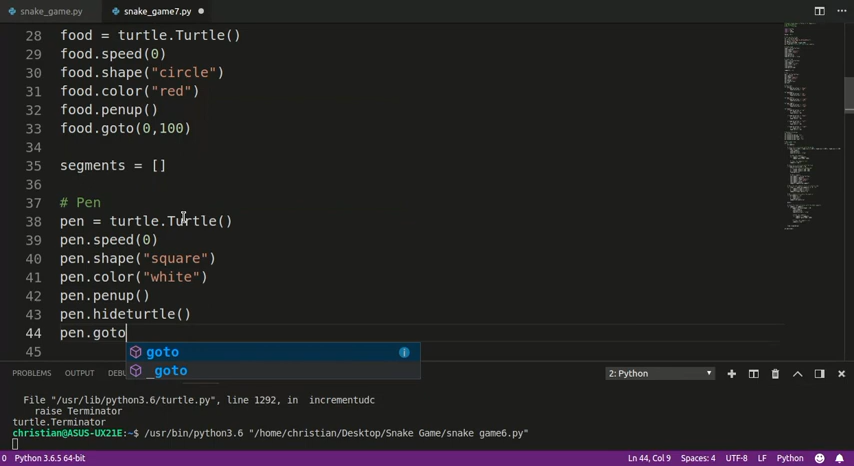 snake_game.py
snake_game7.py
28 food = turtle.Turtle()
29 food.speed(0)
30 food.shape("circle")
31 food.color("red")
32 food.penup()
33 food.goto(0,100)
34
35 segments = []
36
37 # Pen
38 pen = turtle.Turtle()
39 pen.speed(0)
40 pen.shape("square")
41 pen.color("white")
42 pen.penup()
43 pen.hideturtle()
44 pen.goto
goto
45
_goto
PROBLEMS OUTPUT DEBU 2: Python
File "/usr/lib/python3.6/turtle.py", line 1292, in incrementudc
raise Terminator
turtle.Terminator
christian@ASUS-UX21E:~$ /usr/bin/python3.6 "/home/christian/Desktop/Snake Game/snake game6.py"
0 Python 3.6.5 64-bit Ln 44, Col 9 Spaces: 4 UTF-8 LF Python